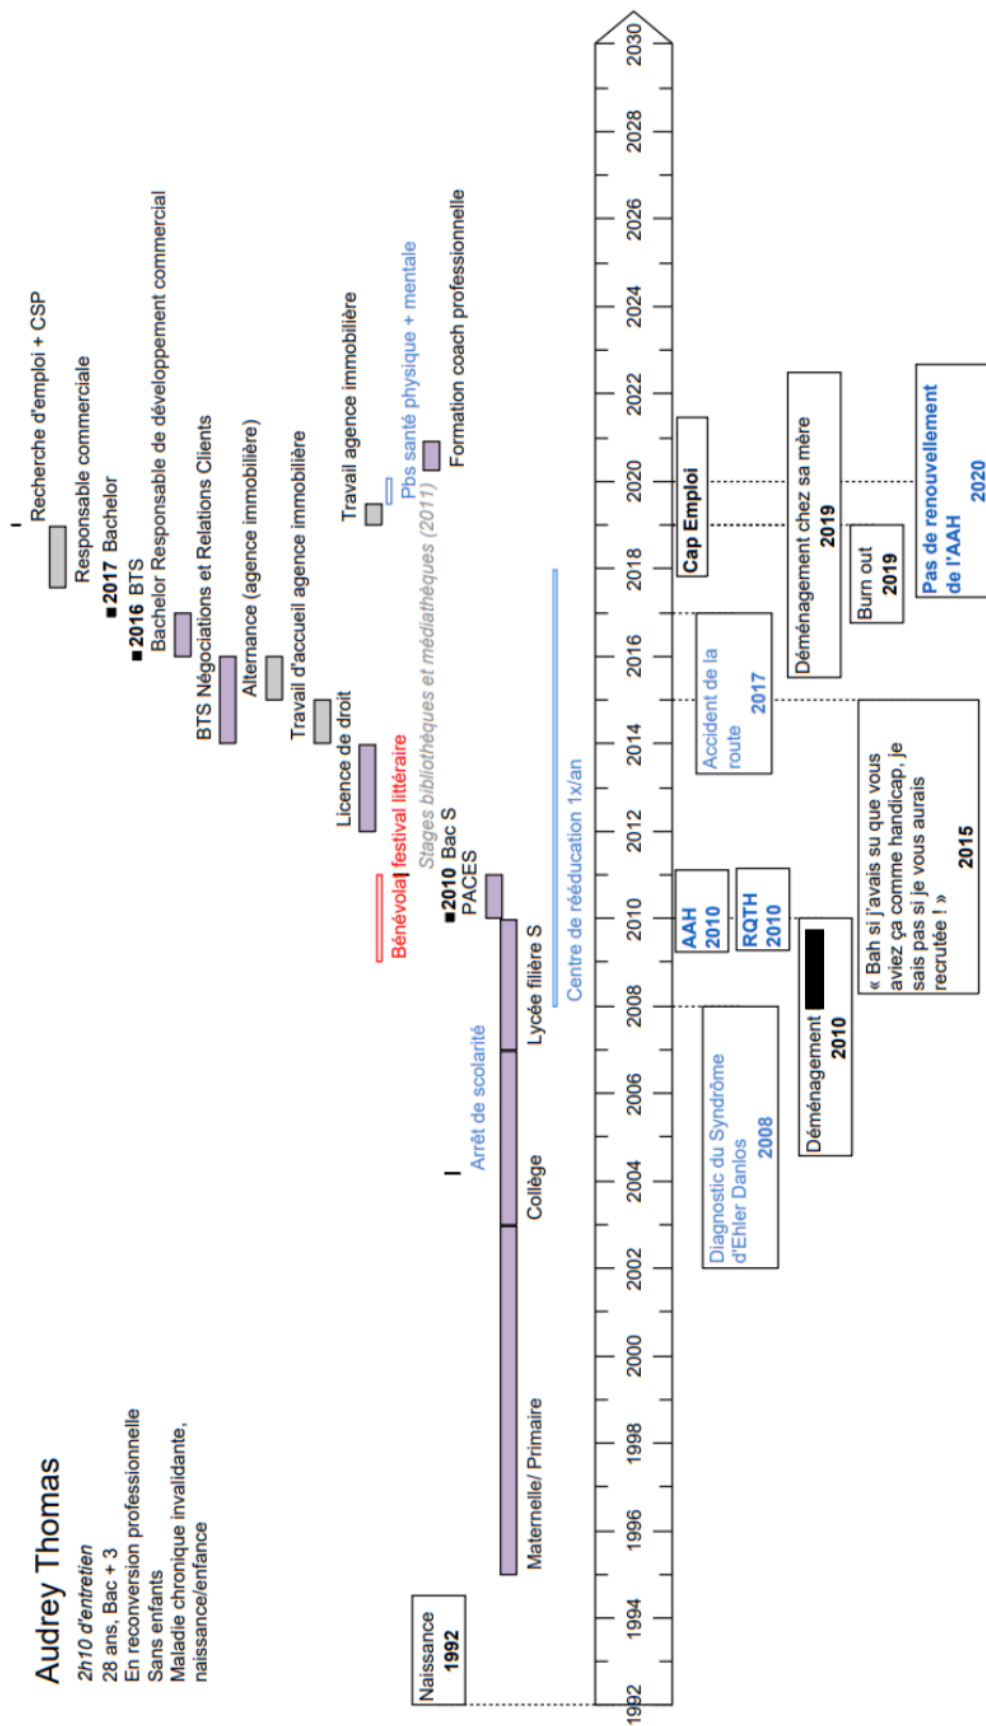 Audrey Thomas
2h10 d'entretien
28 ans, Bac + 3
En reconversion professionnelle
Sans enfants
Maladie chronique invalidante,
naissance/enfance
Recherche d'emploi + CSP
Responsable commerciale
2017 Bachelor
2016 BTS
Bachelor Responsable de développement commercial
BTS Négociations et Relations Clients
Alternance (agence immobilière)
Travail d'accueil agence immobilière
Licence de droit
Travail agence immobilière
Bénévolat festival littéraire
Pbs santé physique + mentale
Stages bibliothèques et médiathèques (2011)
Formation coach professionnelle
2010 Bac S
PACES
Arrêt de scolarité
Naissance
1992
Maternelle/ Primaire
Collège
Lycée filière S
Centre de rééducation 1x/an
1992 1994 1996 1998 2000 2002 2004 2006 2008 2010 2012 2014 2016 2018 2020 2022 2024 2026 2028 2030
Diagnostic du Syndrôme
d'Ehler Danlos
2008
AAH
2010
RQTH
2010
Accident de la
route
2017
Cap Emploi
Déménagement
2010
Déménagement chez sa mère
2019
« Bah si j'avais su que vous
aviez ça comme handicap, je
sais pas si je vous aurais
recrutée ! »
2015
Burn out
2019
Pas de renouvellement
de l'AAH
2020